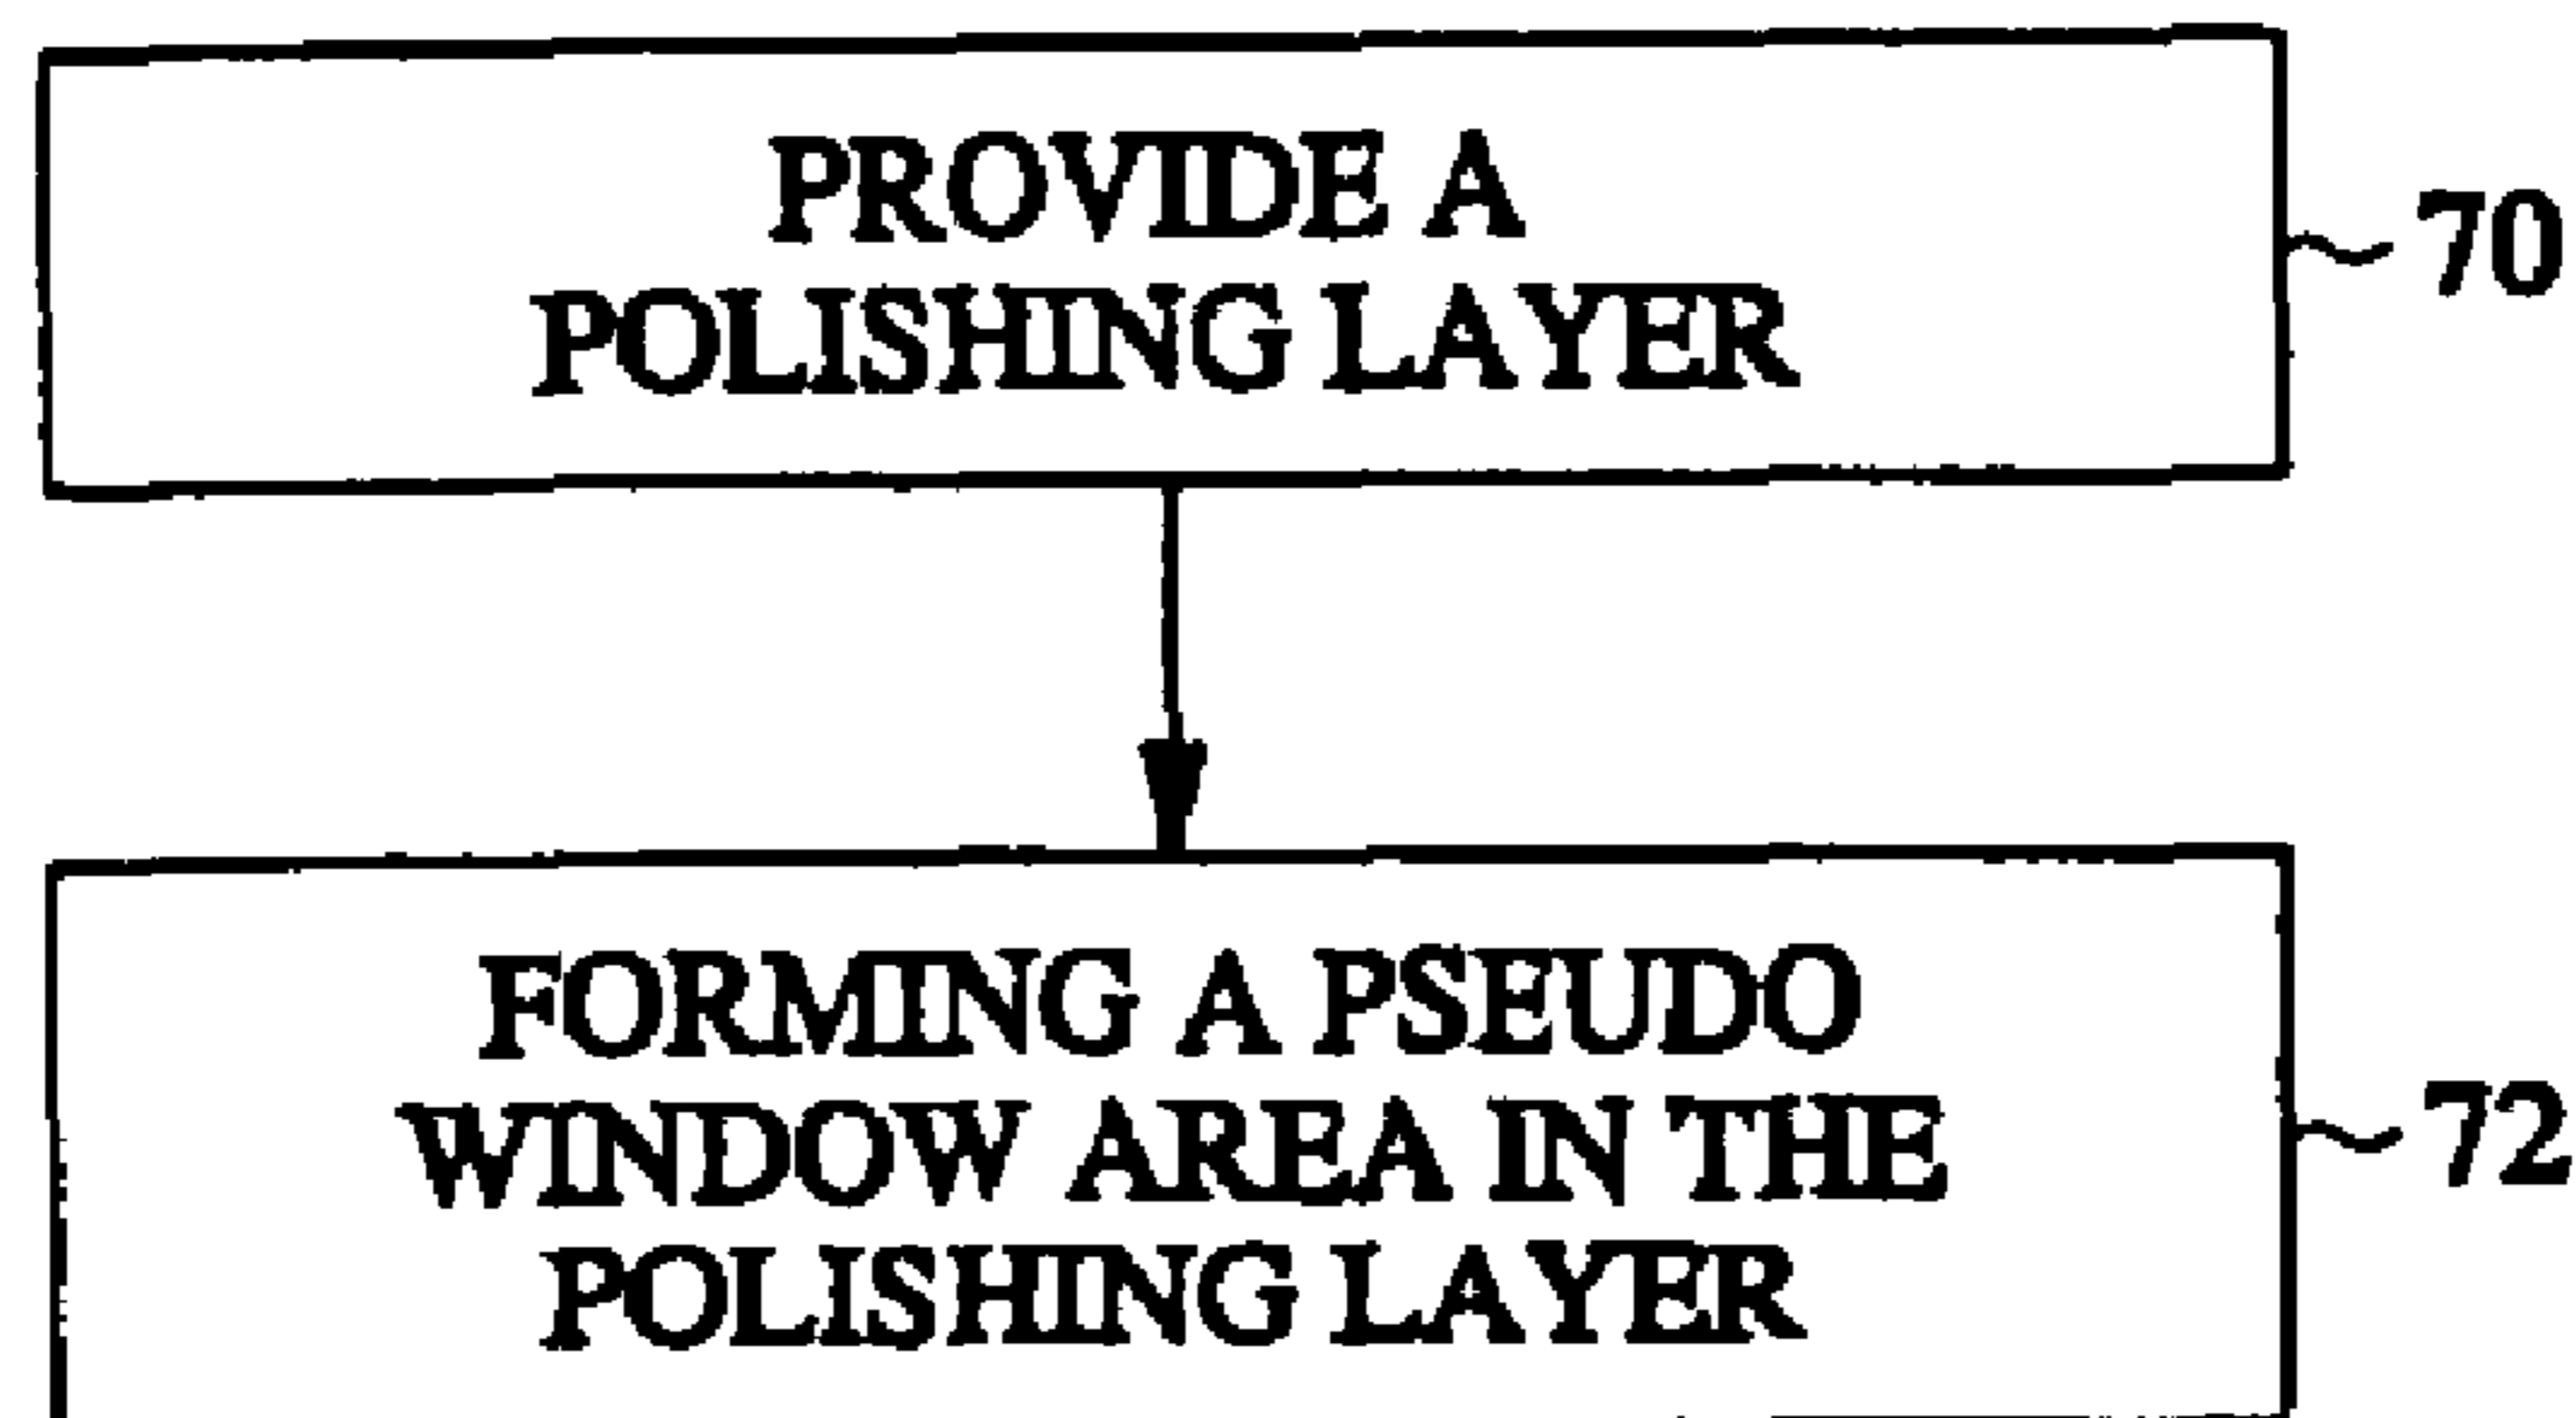 PROVIDE A
POLISHING LAYER
70
FORMING A PSEUDO
WINDOW AREA IN THE
POLISHING LAYER
72